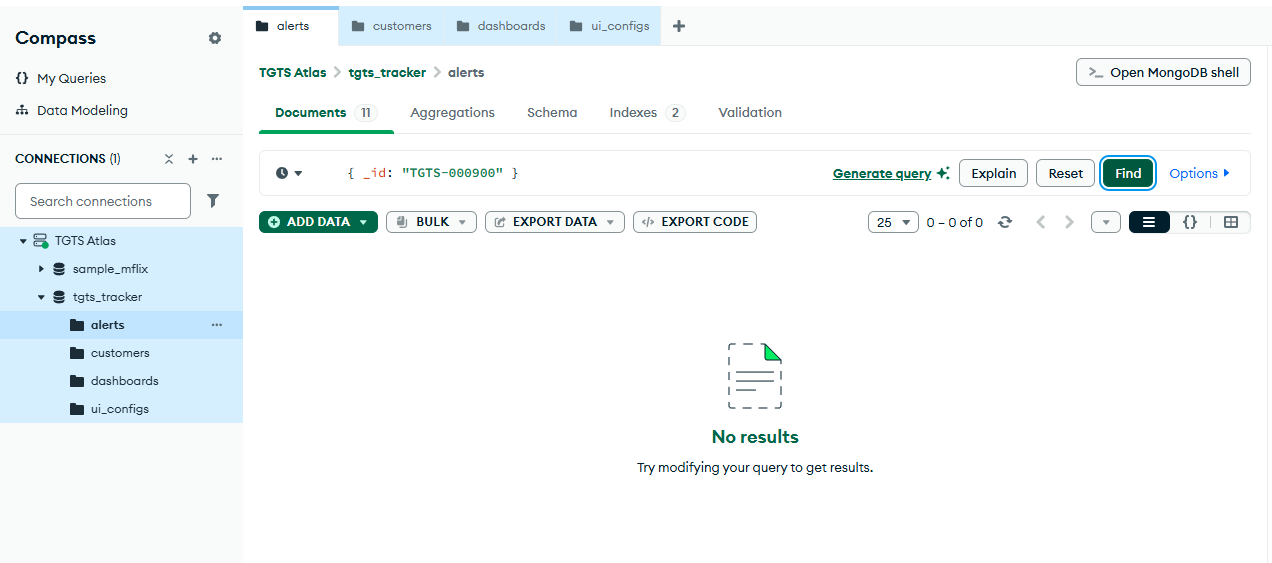 alerts customers dashboards ui_configs
Compass
My Queries
Data Modeling
CONNECTIONS (1)
Search connections
TGTS Atlas
sample_mflix
tgts_tracker
alerts
customers
dashboards
ui_configs
TGTS Atlas > tgts_tracker > alerts
>_ Open MongoDB shell
Documents 11 Aggregations Schema Indexes 2 Validation
{ _id: "TGTS-000900" }
Generate query Explain Reset Find Options
ADD DATA BULK EXPORT DATA </> EXPORT CODE 25 0 – 0 of 0 {}
No results
Try modifying your query to get results.